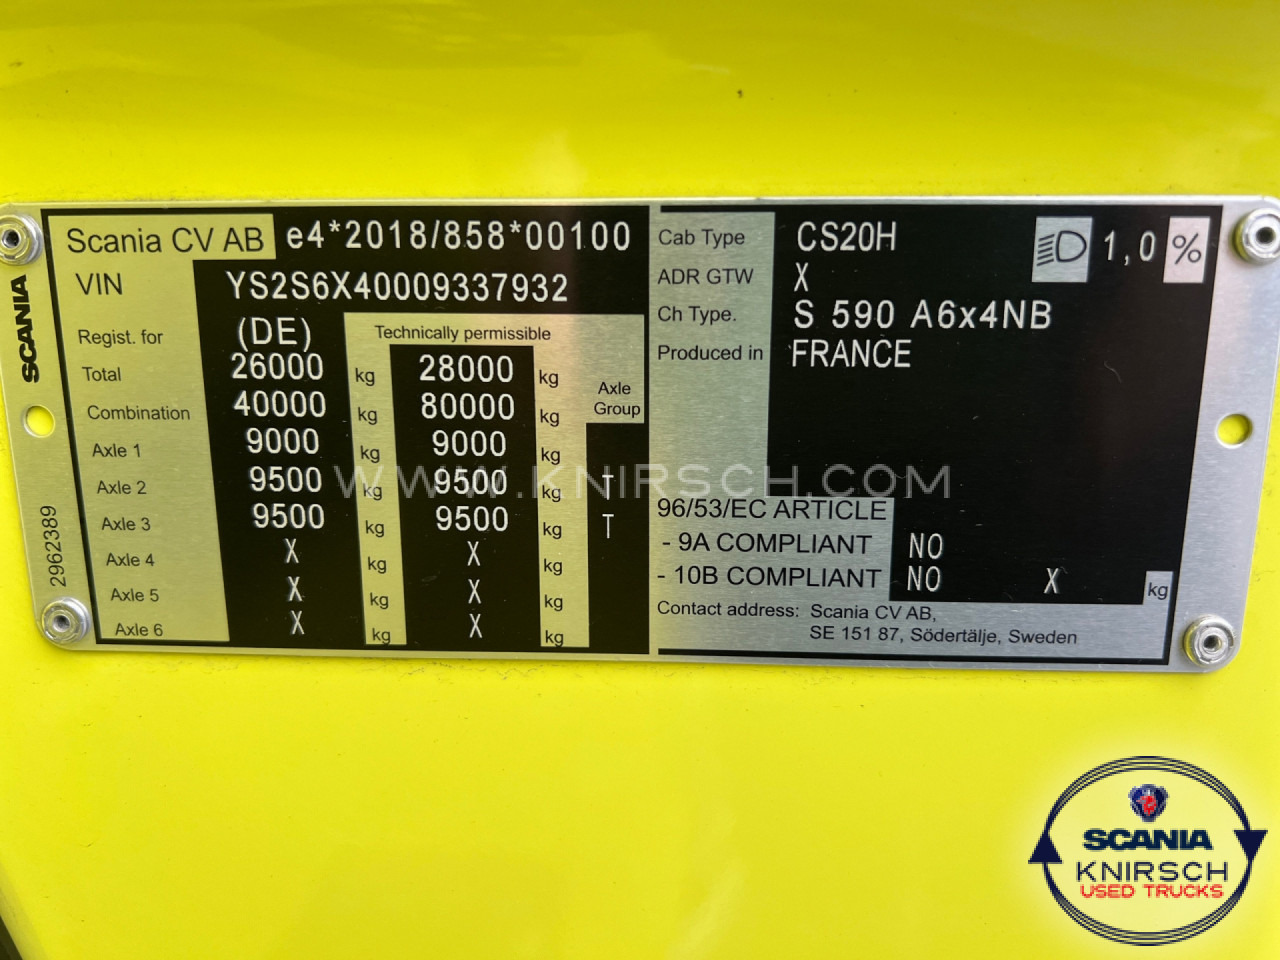 SCANIA
2962389
Scania CV AB e4*2018/858*00100
VIN YS2S6X40009337932
Regist. for (DE) Technically permissible
Total 26000 kg 28000 kg Axle Group
Combination 40000 kg 80000 kg
Axle 1 9000 kg 9000 kg
Axle 2 9500 kg 9500 kg T
Axle 3 9500 kg 9500 kg T
Axle 4 X kg X kg
Axle 5 X kg X kg
Axle 6 X kg X kg
Cab Type CS20H 1,0 %
ADR GTW X
Ch Type. S 590 A6x4NB
Produced in FRANCE
96/53/EC ARTICLE
- 9A COMPLIANT NO
- 10B COMPLIANT NO X kg
Contact address: Scania CV AB,
SE 151 87, Södertälje, Sweden
WWW.KNIRSCH.COM
SCANIA
KNIRSCH
USED TRUCKS